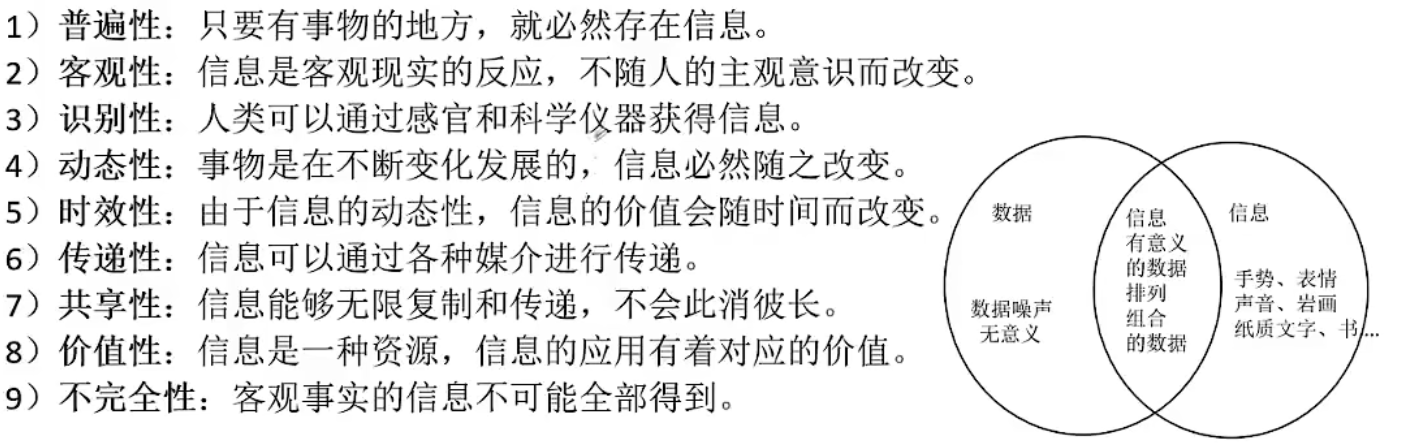 1）普遍性：只要有事物的地方，就必然存在信息。
2）客观性：信息是客观现实的反应，不随人的主观意识而改变。
3）识别性：人类可以通过感官和科学仪器获得信息。
4）动态性：事物是在不断变化发展的，信息必然随之改变。
5）时效性：由于信息的动态性，信息的价值会随时间而改变。
6）传递性：信息可以通过各种媒介进行传递。
7）共享性：信息能够无限复制和传递，不会此消彼长。
8）价值性：信息是一种资源，信息的应用有着对应的价值。
9）不完全性：客观事实的信息不可能全部得到。
数据
数据噪声
无意义
信息
有意义
的数据
排列
组合
的数据
信息
手势、表情
声音、岩画
纸质文字、书....